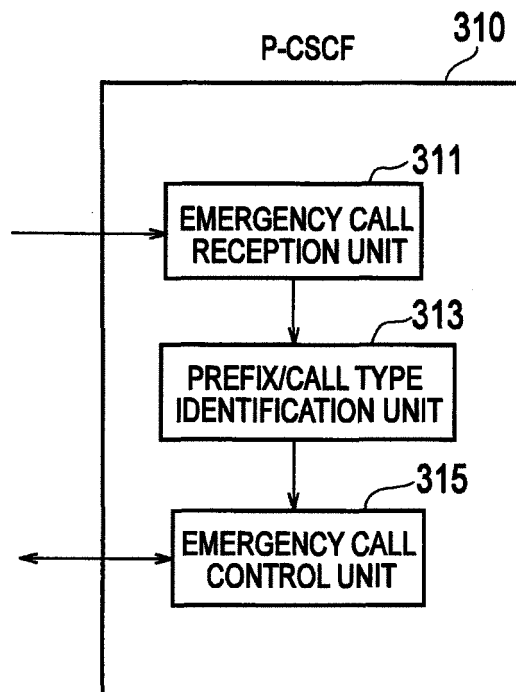 P-CSCF
310
311
EMERGENCY CALL
RECEPTION UNIT
313
PREFIX/CALL TYPE
IDENTIFICATION UNIT
315
EMERGENCY CALL
CONTROL UNIT